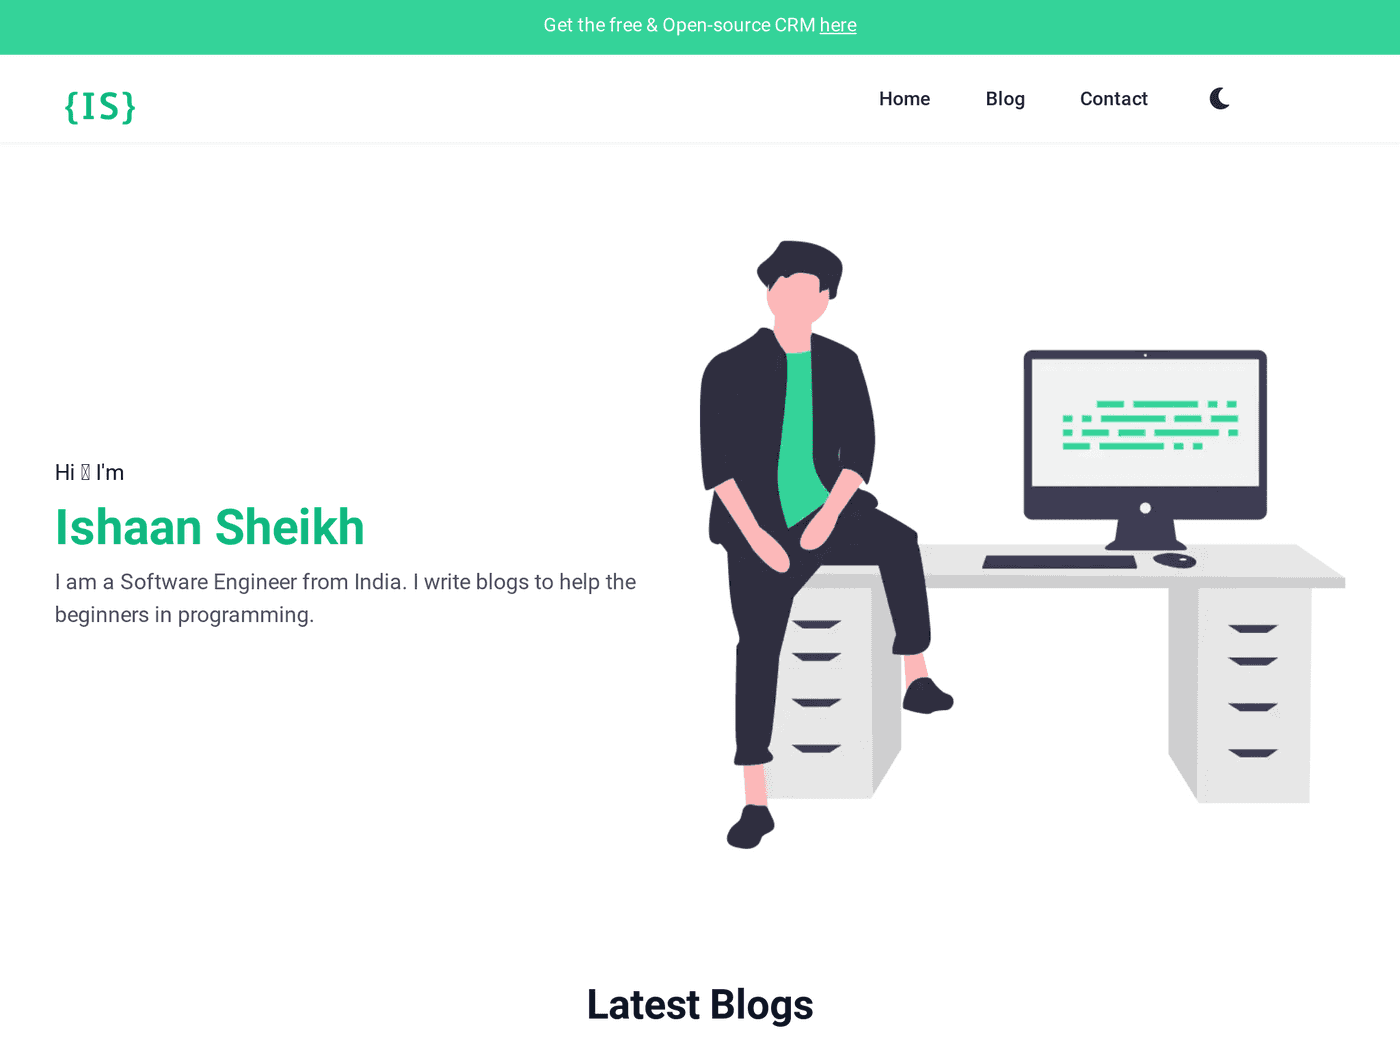 Get the free & Open-source CRM here
{IS}
Home Blog Contact
Hi ▯ I'm
Ishaan Sheikh
I am a Software Engineer from India. I write blogs to help the
beginners in programming.
Latest Blogs